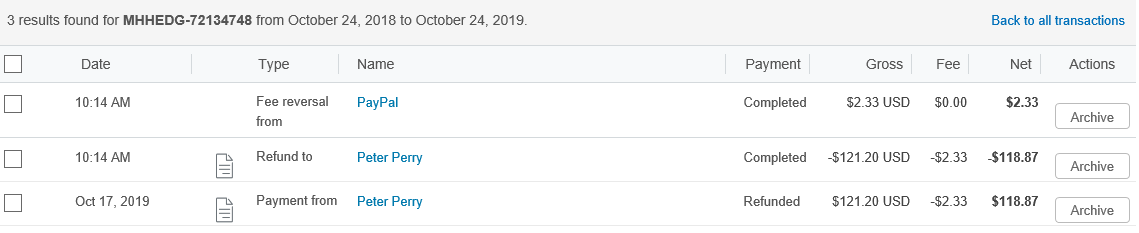 3 results found for MHHEDG-72134748 from October 24, 2018 to October 24, 2019. Back to all transactions
Date Type Name Payment Gross Fee Net Actions
10:14 AM Fee reversal from PayPal Completed $2.33 USD $0.00 $2.33 Archive
10:14 AM Refund to Peter Perry Completed -$121.20 USD -$2.33 -$118.87 Archive
Oct 17, 2019 Payment from Peter Perry Refunded $121.20 USD -$2.33 $118.87 Archive